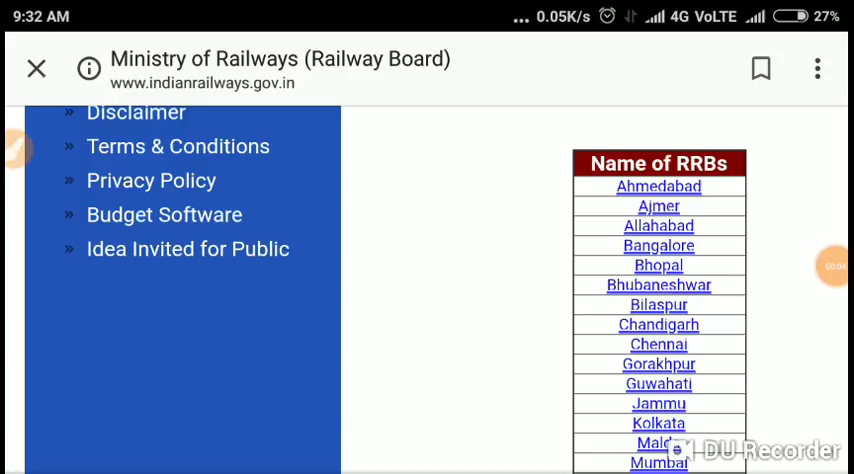 9:32 AM
... 0.05K/s 4G VoLTE 27%
Ministry of Railways (Railway Board)
www.indianrailways.gov.in
» Disclaimer
» Terms & Conditions
» Privacy Policy
» Budget Software
» Idea Invited for Public
Name of RRBs
Ahmedabad
Ajmer
Allahabad
Bangalore
Bhopal
Bhubaneshwar
Bilaspur
Chandigarh
Chennai
Gorakhpur
Guwahati
Jammu
Kolkata
Mumbai
DU Recorder